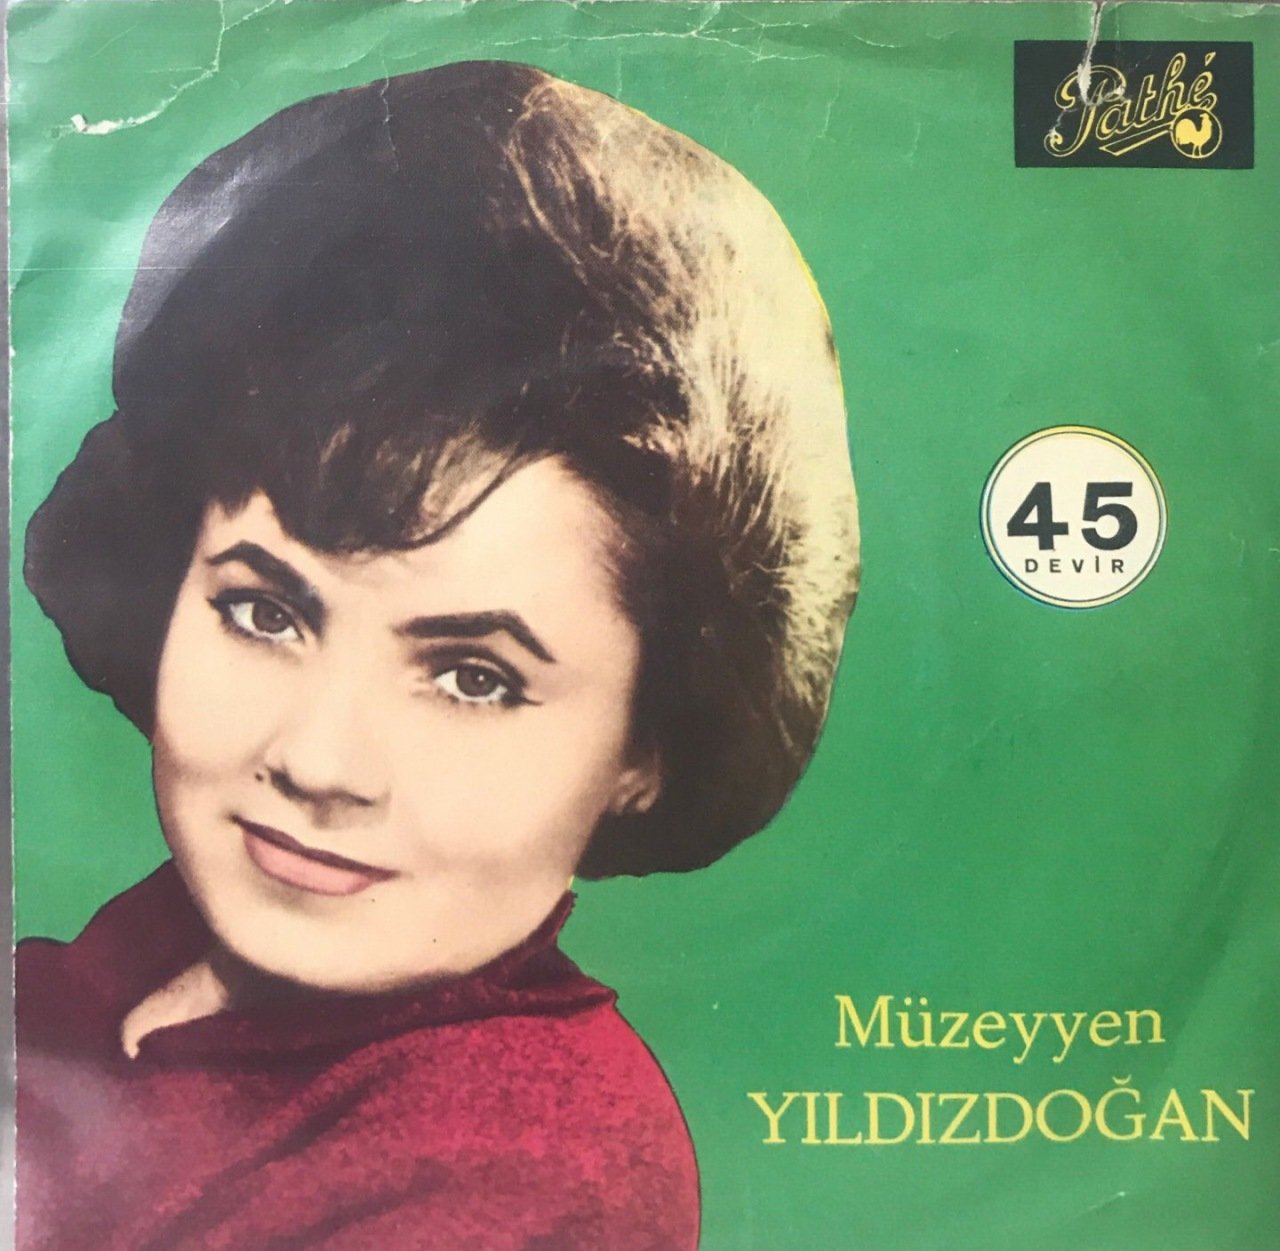 Pathé
45
DEVİR
Müzeyyen
YILDIZDOĞAN